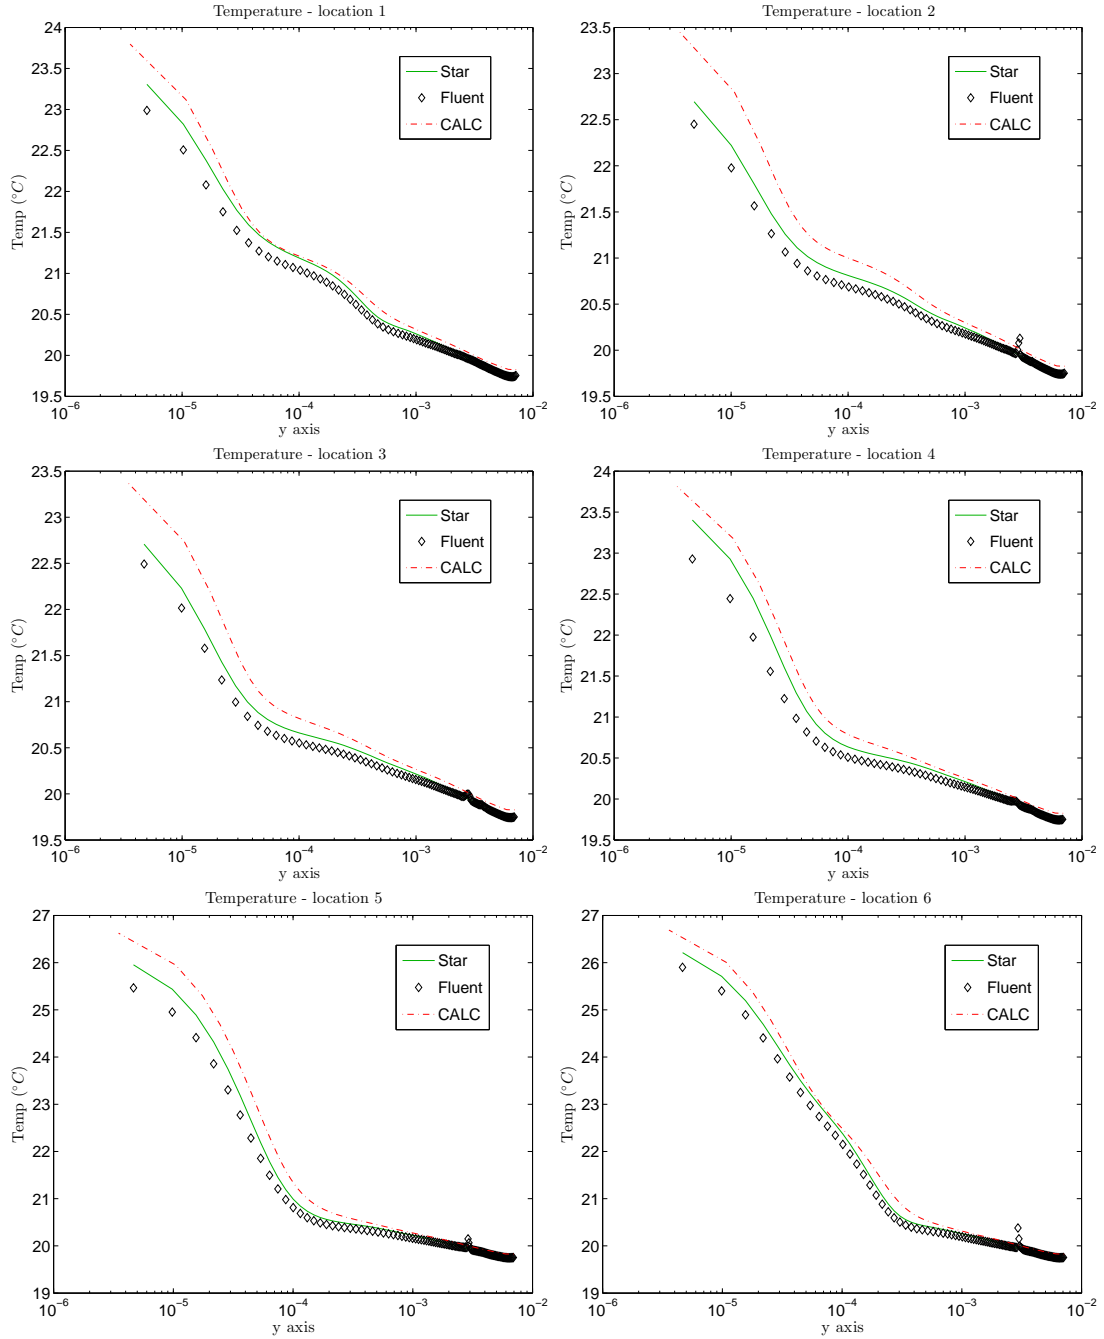 Temperature - location 1
24
23.5
23
22.5
22
21.5
21
20.5
20
19.5
Temp (°C)
10⁻⁶ 10⁻⁵ 10⁻⁴ 10⁻³ 10⁻²
y axis
Star
Fluent
CALC
Temperature - location 2
23.5
23
22.5
22
21.5
21
20.5
20
19.5
Temp (°C)
10⁻⁶ 10⁻⁵ 10⁻⁴ 10⁻³ 10⁻²
y axis
Star
Fluent
CALC
Temperature - location 3
23.5
23
22.5
22
21.5
21
20.5
20
19.5
Temp (°C)
10⁻⁶ 10⁻⁵ 10⁻⁴ 10⁻³ 10⁻²
y axis
Star
Fluent
CALC
Temperature - location 4
24
23.5
23
22.5
22
21.5
21
20.5
20
19.5
Temp (°C)
10⁻⁶ 10⁻⁵ 10⁻⁴ 10⁻³ 10⁻²
y axis
Star
Fluent
CALC
Temperature - location 5
27
26
25
24
23
22
21
20
19
Temp (°C)
10⁻⁶ 10⁻⁵ 10⁻⁴ 10⁻³ 10⁻²
y axis
Star
Fluent
CALC
Temperature - location 6
27
26
25
24
23
22
21
20
19
Temp (°C)
10⁻⁶ 10⁻⁵ 10⁻⁴ 10⁻³ 10⁻²
y axis
Star
Fluent
CALC